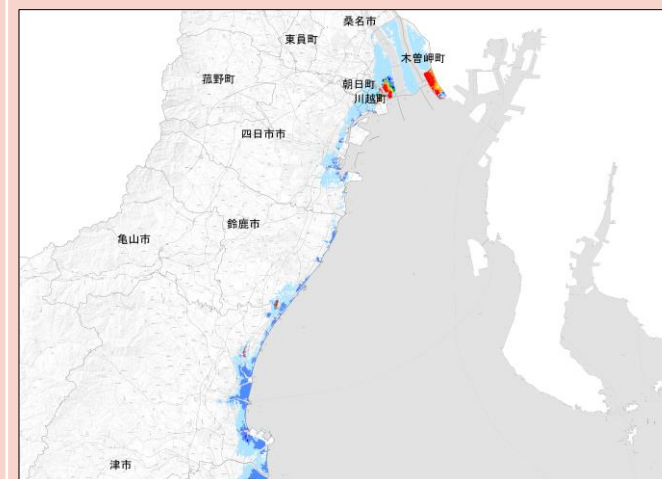 桑名市
東員町
木曽岬町
菰野町
朝日町
川越町
四日市市
鈴鹿市
亀山市
津市